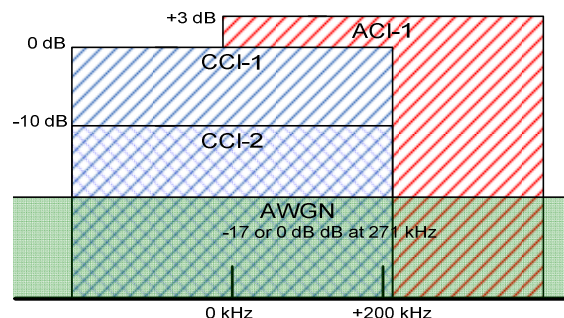 +3 dB
ACI-1
0 dB
CCI-1
-10 dB
CCI-2
AWGN
-17 or 0 dB dB at 271 kHz
0 kHz
+200 kHz